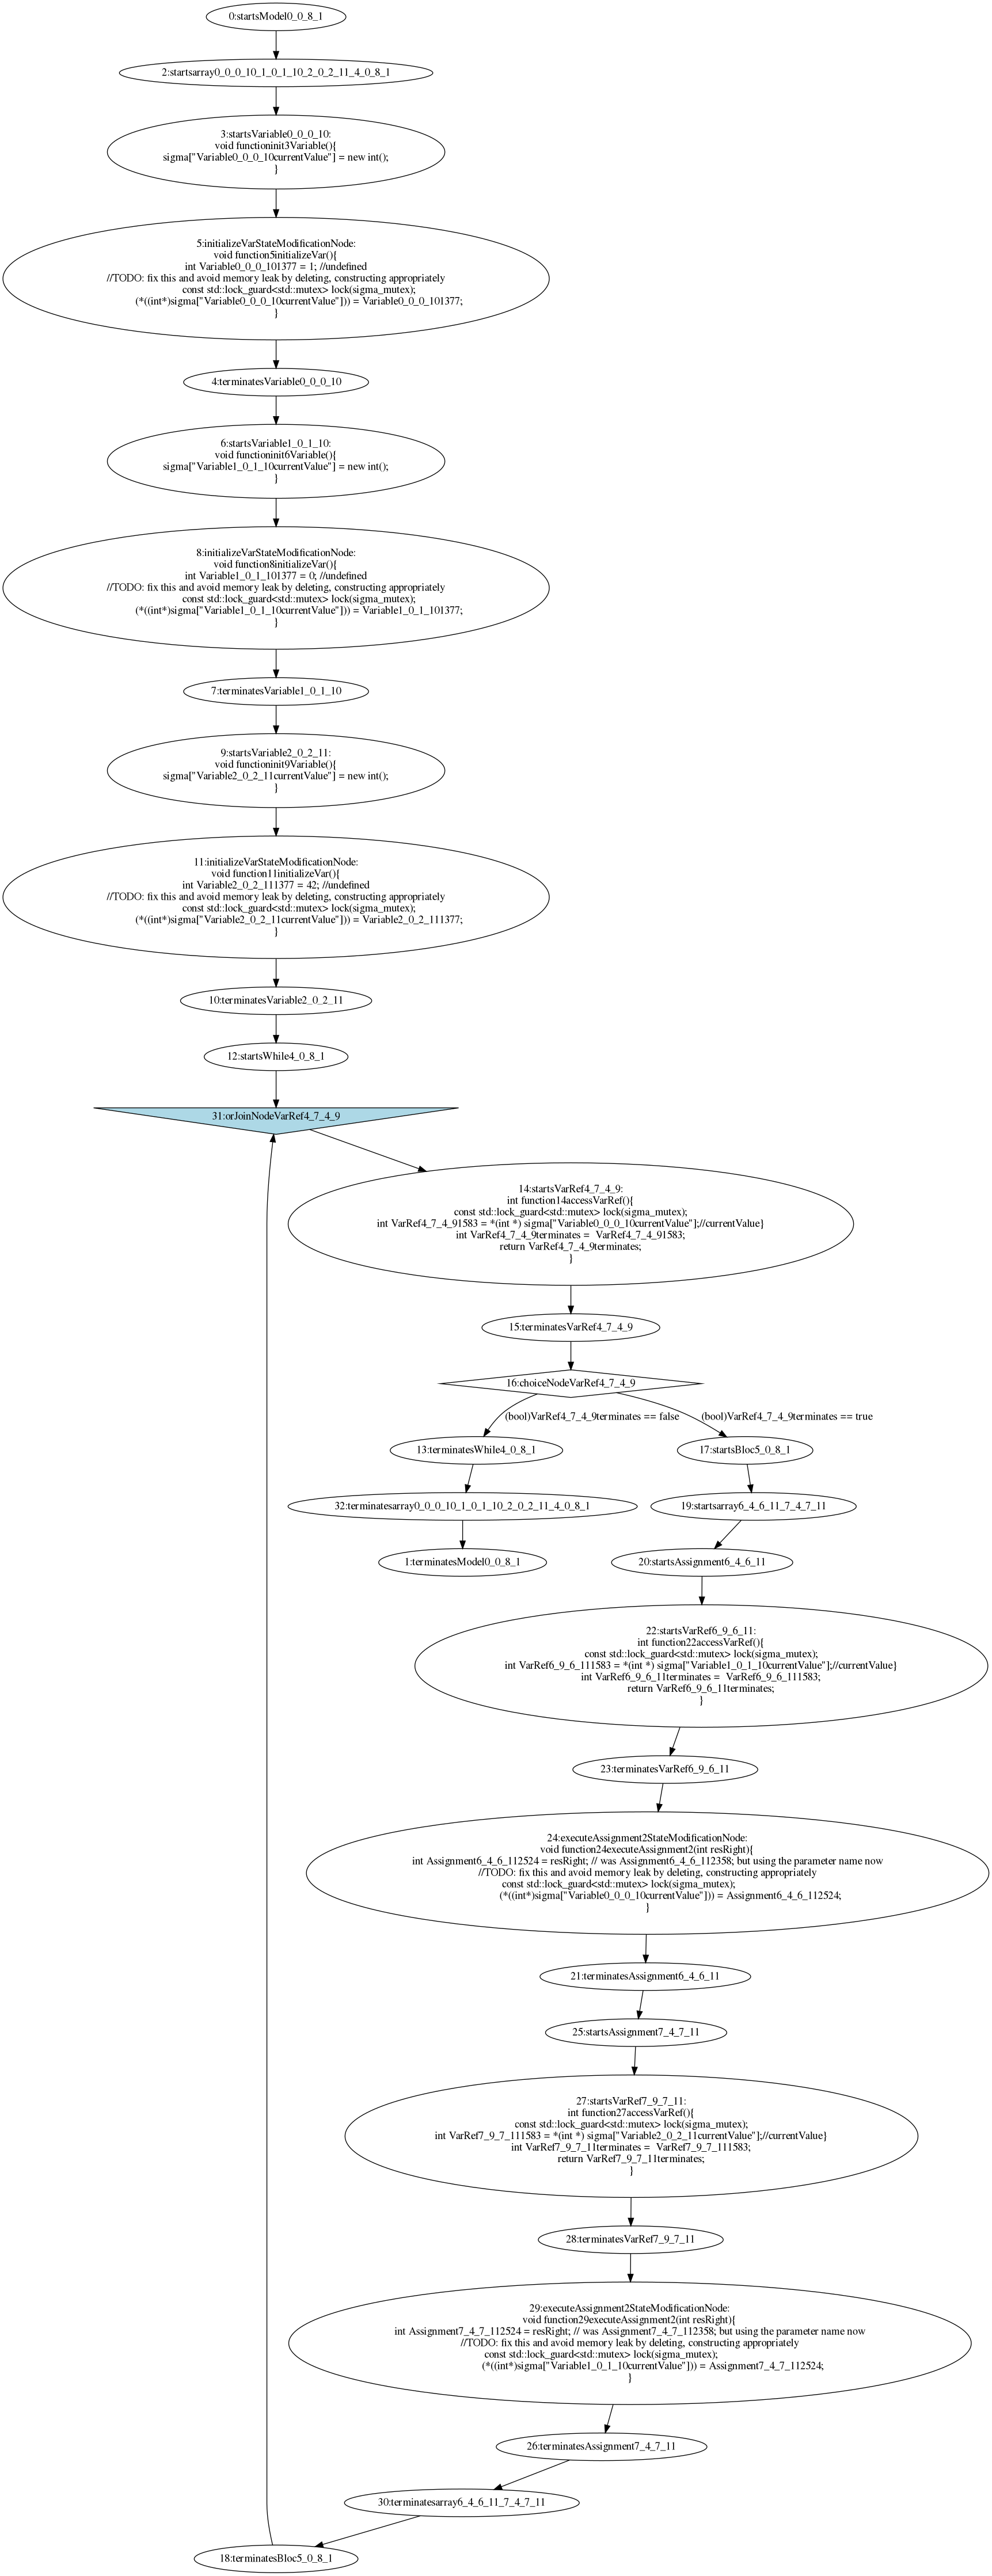 0:startsModel0_0_8_1
2:startsarray0_0_0_10_1_0_1_10_2_0_2_11_4_0_8_1
3:startsVariable0_0_0_10:
void functioninit3Variable(){
sigma["Variable0_0_0_10currentValue"] = new int();
}
5:initializeVarStateModificationNode:
void function5initializeVar(){
int Variable0_0_0_101377 = 1; //undefined
//TODO: fix this and avoid memory leak by deleting, constructing appropriately
const std::lock_guard<std::mutex> lock(sigma_mutex);
(*((int*)sigma["Variable0_0_0_10currentValue"])) = Variable0_0_0_101377;
}
4:terminatesVariable0_0_0_10
6:startsVariable1_0_1_10:
void functioninit6Variable(){
sigma["Variable1_0_1_10currentValue"] = new int();
}
8:initializeVarStateModificationNode:
void function8initializeVar(){
int Variable1_0_1_101377 = 0; //undefined
//TODO: fix this and avoid memory leak by deleting, constructing appropriately
const std::lock_guard<std::mutex> lock(sigma_mutex);
(*((int*)sigma["Variable1_0_1_10currentValue"])) = Variable1_0_1_101377;
}
7:terminatesVariable1_0_1_10
9:startsVariable2_0_2_11:
void functioninit9Variable(){
sigma["Variable2_0_2_11currentValue"] = new int();
}
11:initializeVarStateModificationNode:
void function11initializeVar(){
int Variable2_0_2_111377 = 42; //undefined
//TODO: fix this and avoid memory leak by deleting, constructing appropriately
const std::lock_guard<std::mutex> lock(sigma_mutex);
(*((int*)sigma["Variable2_0_2_11currentValue"])) = Variable2_0_2_111377;
}
10:terminatesVariable2_0_2_11
12:startsWhile4_0_8_1
31:orJoinNodeVarRef4_7_4_9
14:startsVarRef4_7_4_9:
int function14accessVarRef(){
const std::lock_guard<std::mutex> lock(sigma_mutex);
int VarRef4_7_4_91583 = *(int *) sigma["Variable0_0_0_10currentValue"];//currentValue}
int VarRef4_7_4_9terminates =  VarRef4_7_4_91583;
return VarRef4_7_4_9terminates;
}
15:terminatesVarRef4_7_4_9
16:choiceNodeVarRef4_7_4_9
(bool)VarRef4_7_4_9terminates == false
(bool)VarRef4_7_4_9terminates == true
13:terminatesWhile4_0_8_1
17:startsBloc5_0_8_1
32:terminatesarray0_0_0_10_1_0_1_10_2_0_2_11_4_0_8_1
19:startsarray6_4_6_11_7_4_7_11
1:terminatesModel0_0_8_1
20:startsAssignment6_4_6_11
22:startsVarRef6_9_6_11:
int function22accessVarRef(){
const std::lock_guard<std::mutex> lock(sigma_mutex);
int VarRef6_9_6_111583 = *(int *) sigma["Variable1_0_1_10currentValue"];//currentValue}
int VarRef6_9_6_11terminates =  VarRef6_9_6_111583;
return VarRef6_9_6_11terminates;
}
23:terminatesVarRef6_9_6_11
24:executeAssignment2StateModificationNode:
void function24executeAssignment2(int resRight){
int Assignment6_4_6_112524 = resRight; // was Assignment6_4_6_112358; but using the parameter name now
//TODO: fix this and avoid memory leak by deleting, constructing appropriately
const std::lock_guard<std::mutex> lock(sigma_mutex);
(*((int*)sigma["Variable0_0_0_10currentValue"])) = Assignment6_4_6_112524;
}
21:terminatesAssignment6_4_6_11
25:startsAssignment7_4_7_11
27:startsVarRef7_9_7_11:
int function27accessVarRef(){
const std::lock_guard<std::mutex> lock(sigma_mutex);
int VarRef7_9_7_111583 = *(int *) sigma["Variable2_0_2_11currentValue"];//currentValue}
int VarRef7_9_7_11terminates =  VarRef7_9_7_111583;
return VarRef7_9_7_11terminates;
}
28:terminatesVarRef7_9_7_11
29:executeAssignment2StateModificationNode:
void function29executeAssignment2(int resRight){
int Assignment7_4_7_112524 = resRight; // was Assignment7_4_7_112358; but using the parameter name now
//TODO: fix this and avoid memory leak by deleting, constructing appropriately
const std::lock_guard<std::mutex> lock(sigma_mutex);
(*((int*)sigma["Variable1_0_1_10currentValue"])) = Assignment7_4_7_112524;
}
26:terminatesAssignment7_4_7_11
30:terminatesarray6_4_6_11_7_4_7_11
18:terminatesBloc5_0_8_1